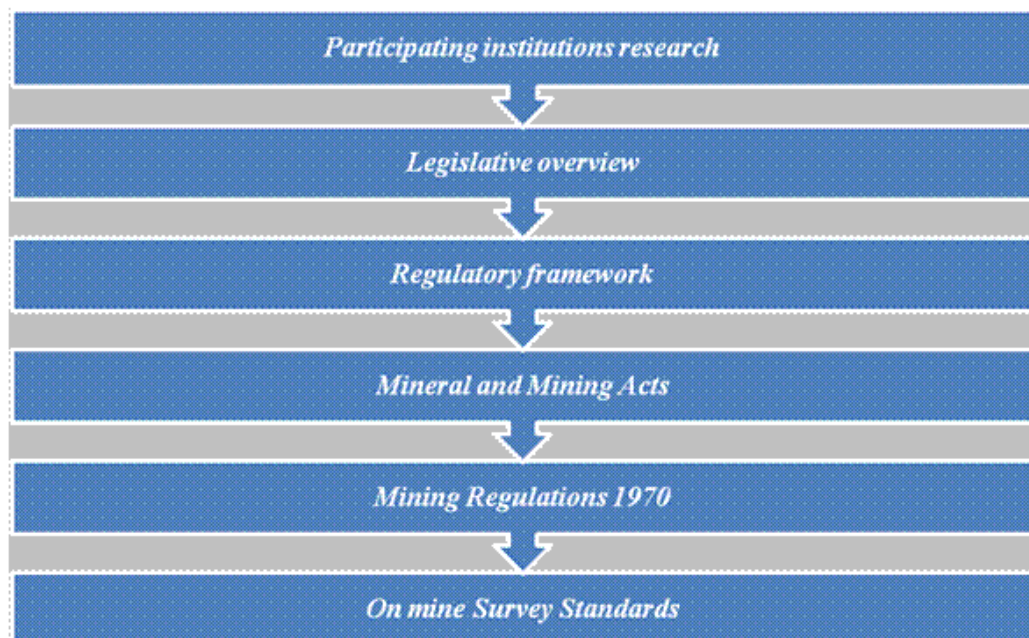 Participating institutions research
Legislative overview
Regulatory framework
Mineral and Mining Acts
Mining Regulations 1970
On mine Survey Standards